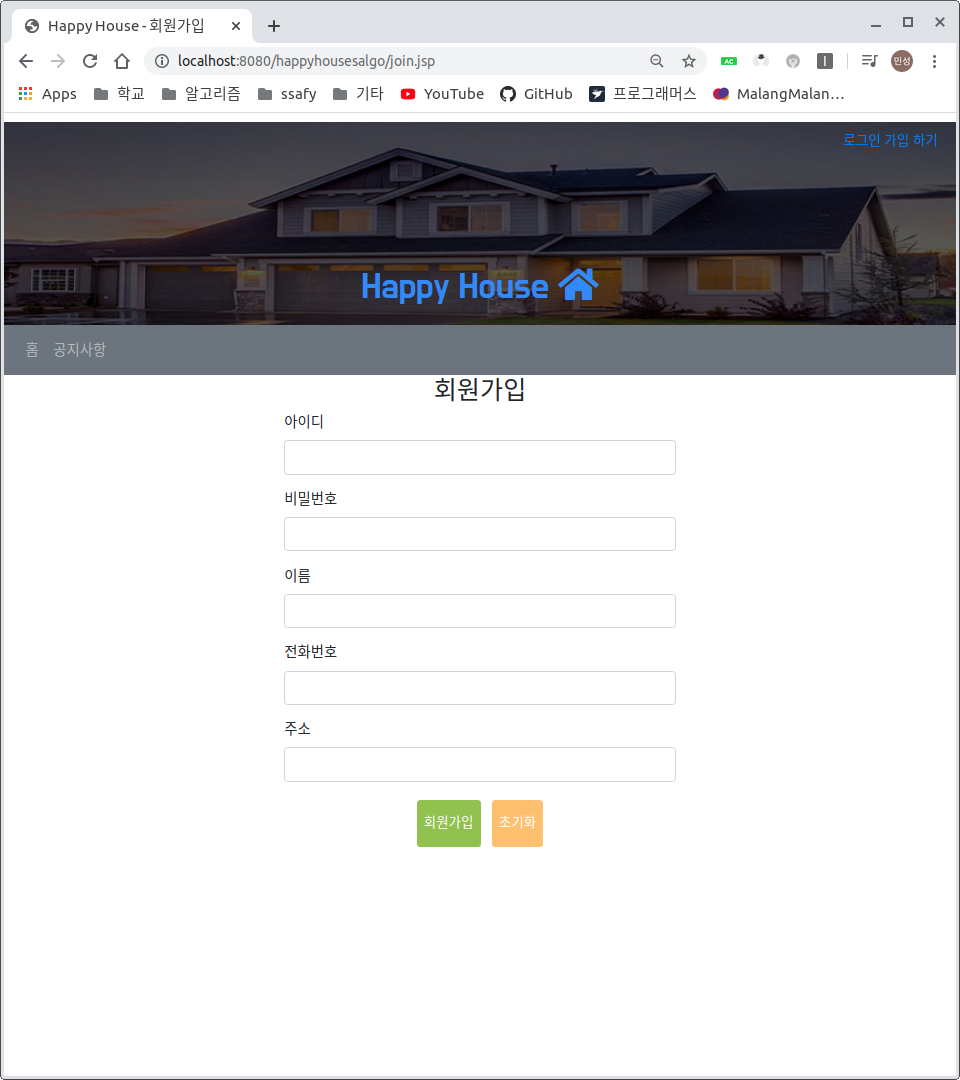 Happy House - 회원가입
localhost:8080/happyhousesalgo/join.jsp
AC
민성
Apps 학교 알고리즘 ssafy 기타 YouTube GitHub 프로그래머스 MalangMalan…
로그인 가입 하기
Happy House
홈 공지사항
회원가입
아이디
비밀번호
이름
전화번호
주소
회원가입 초기화